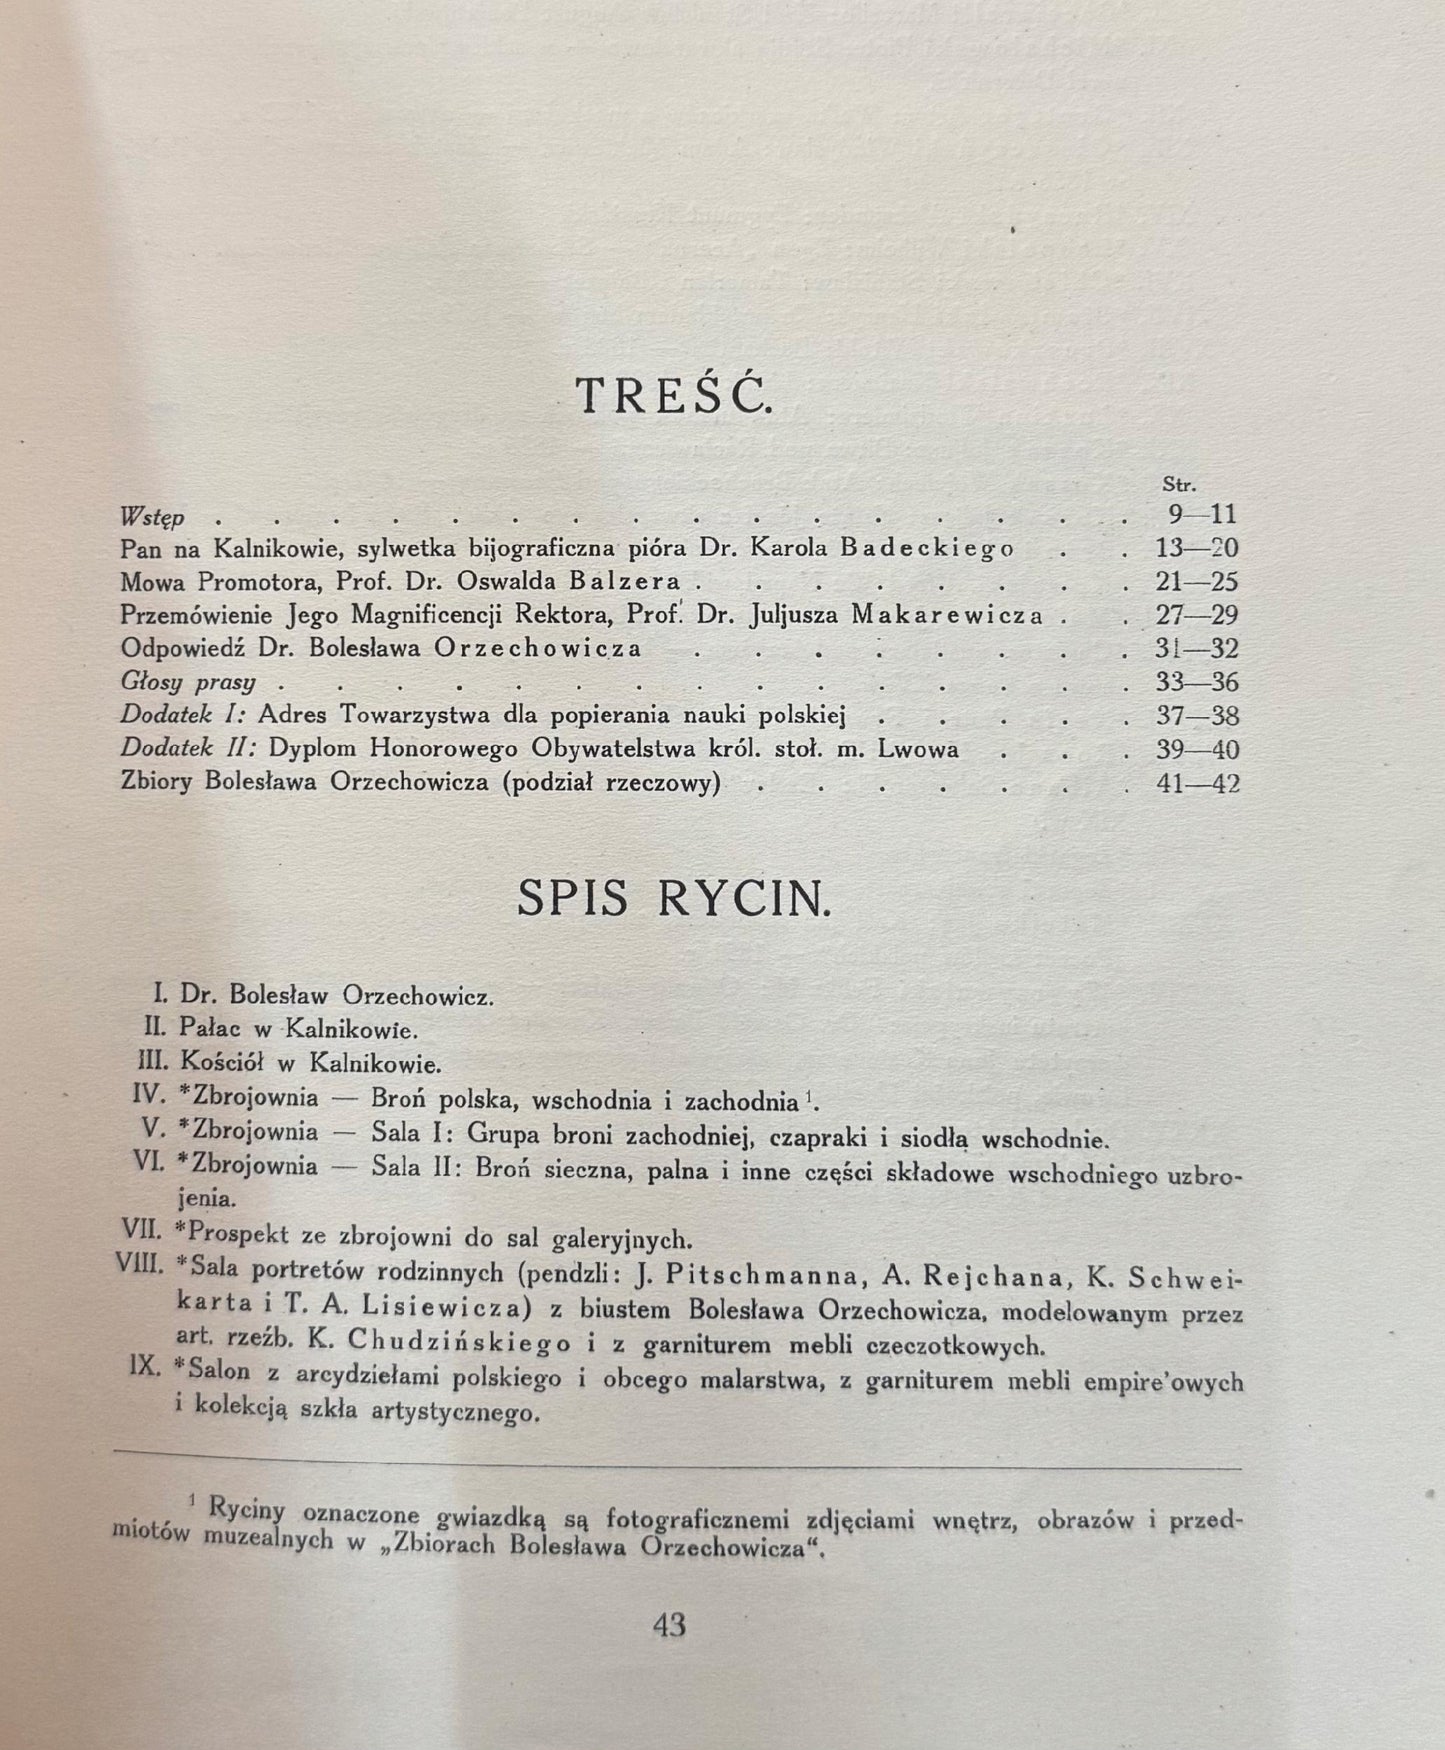 TREŚĆ.
Str.
Wstęp . . . . . . . . . . . . . . . . 9—11
Pan na Kalnikowie, sylwetka bijograficzna pióra Dr. Karola Badeckiego . . 13—20
Mowa Promotora, Prof. Dr. Oswalda Balzera . . . . . . . . 21—25
Przemówienie Jego Magnificencji Rektora, Prof. Dr. Juljusza Makarewicza . . 27—29
Odpowiedź Dr. Bolesława Orzechowicza . . . . . . . . 31—32
Głosy prasy . . . . . . . . . . . . . . . 33—36
Dodatek I: Adres Towarzystwa dla popierania nauki polskiej . . . . . 37—38
Dodatek II: Dyplom Honorowego Obywatelstwa król. stoł. m. Lwowa . . . 39—40
Zbiory Bolesława Orzechowicza (podział rzeczowy) . . . . . . . 41—42
SPIS RYCIN.
I. Dr. Bolesław Orzechowicz.
II. Pałac w Kalnikowie.
III. Kościół w Kalnikowie.
IV. *Zbrojownia — Broń polska, wschodnia i zachodnia ¹.
V. *Zbrojownia — Sala I: Grupa broni zachodniej, czapraki i siodła wschodnie.
VI. *Zbrojownia — Sala II: Broń sieczna, palna i inne części składowe wschodniego uzbro-
jenia.
VII. *Prospekt ze zbrojowni do sal galeryjnych.
VIII. *Sala portretów rodzinnych (pendzli: J. Pitschmanna, A. Rejchana, K. Schwei-
karta i T. A. Lisiewicza) z biustem Bolesława Orzechowicza, modelowanym przez
art. rzeźb. K. Chudzińskiego i z garniturem mebli czeczotkowych.
IX. *Salon z arcydziełami polskiego i obcego malarstwa, z garniturem mebli empire'owych
i kolekcją szkła artystycznego.
¹ Ryciny oznaczone gwiazdką są fotograficznemi zdjęciami wnętrz, obrazów i przed-
miotów muzealnych w „Zbiorach Bolesława Orzechowicza“.
43